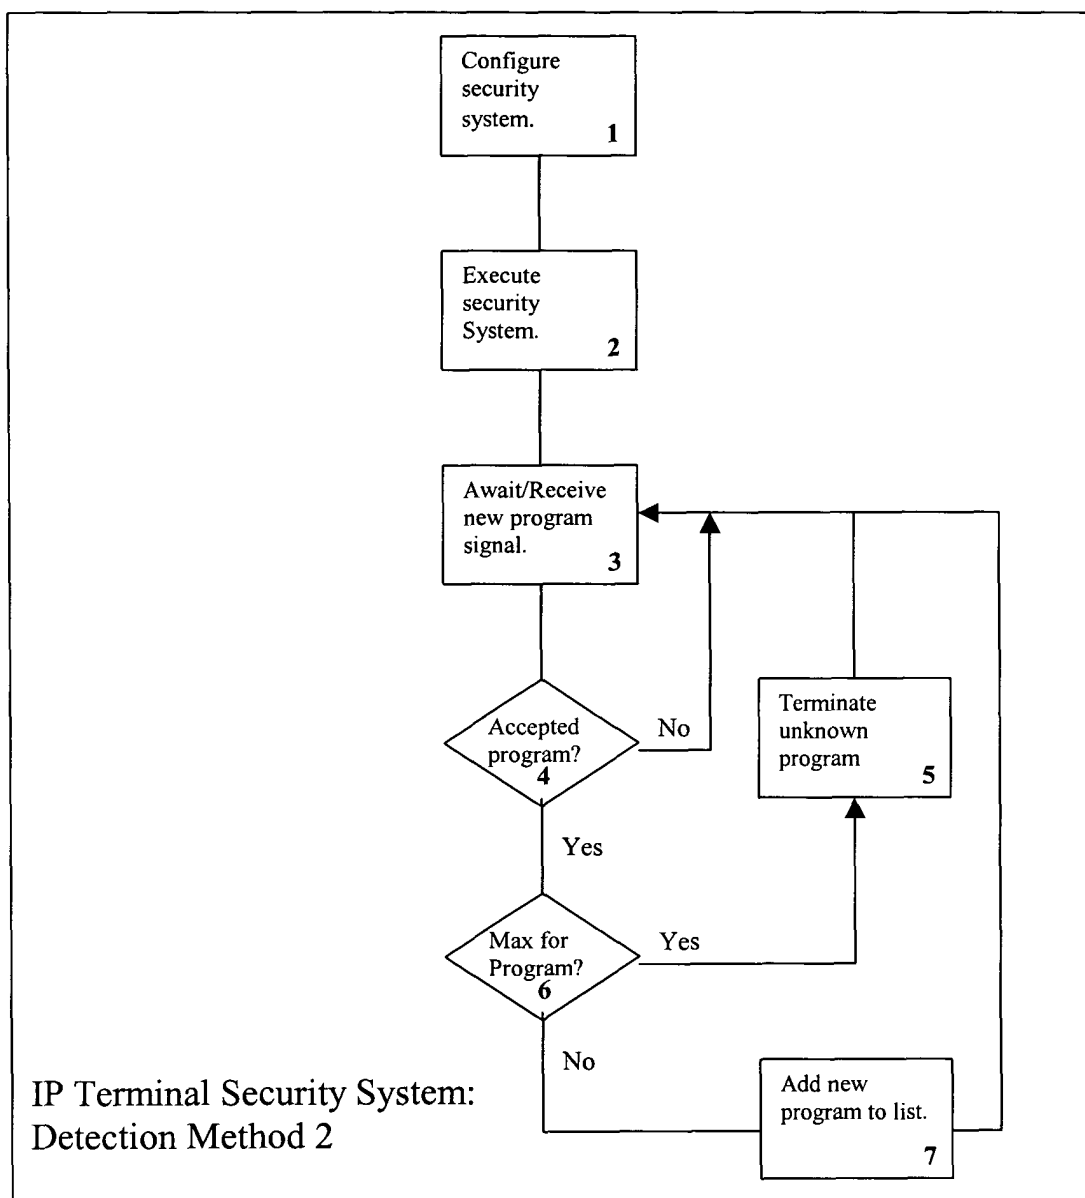 Configure
security
system.
1
Execute
security
System.
2
Await/Receive
new program
signal.
3
Accepted
program?
4
No
Terminate
unknown
program
5
Yes
Max for
Program?
6
Yes
No
Add new
program to list.
7
IP Terminal Security System:
Detection Method 2